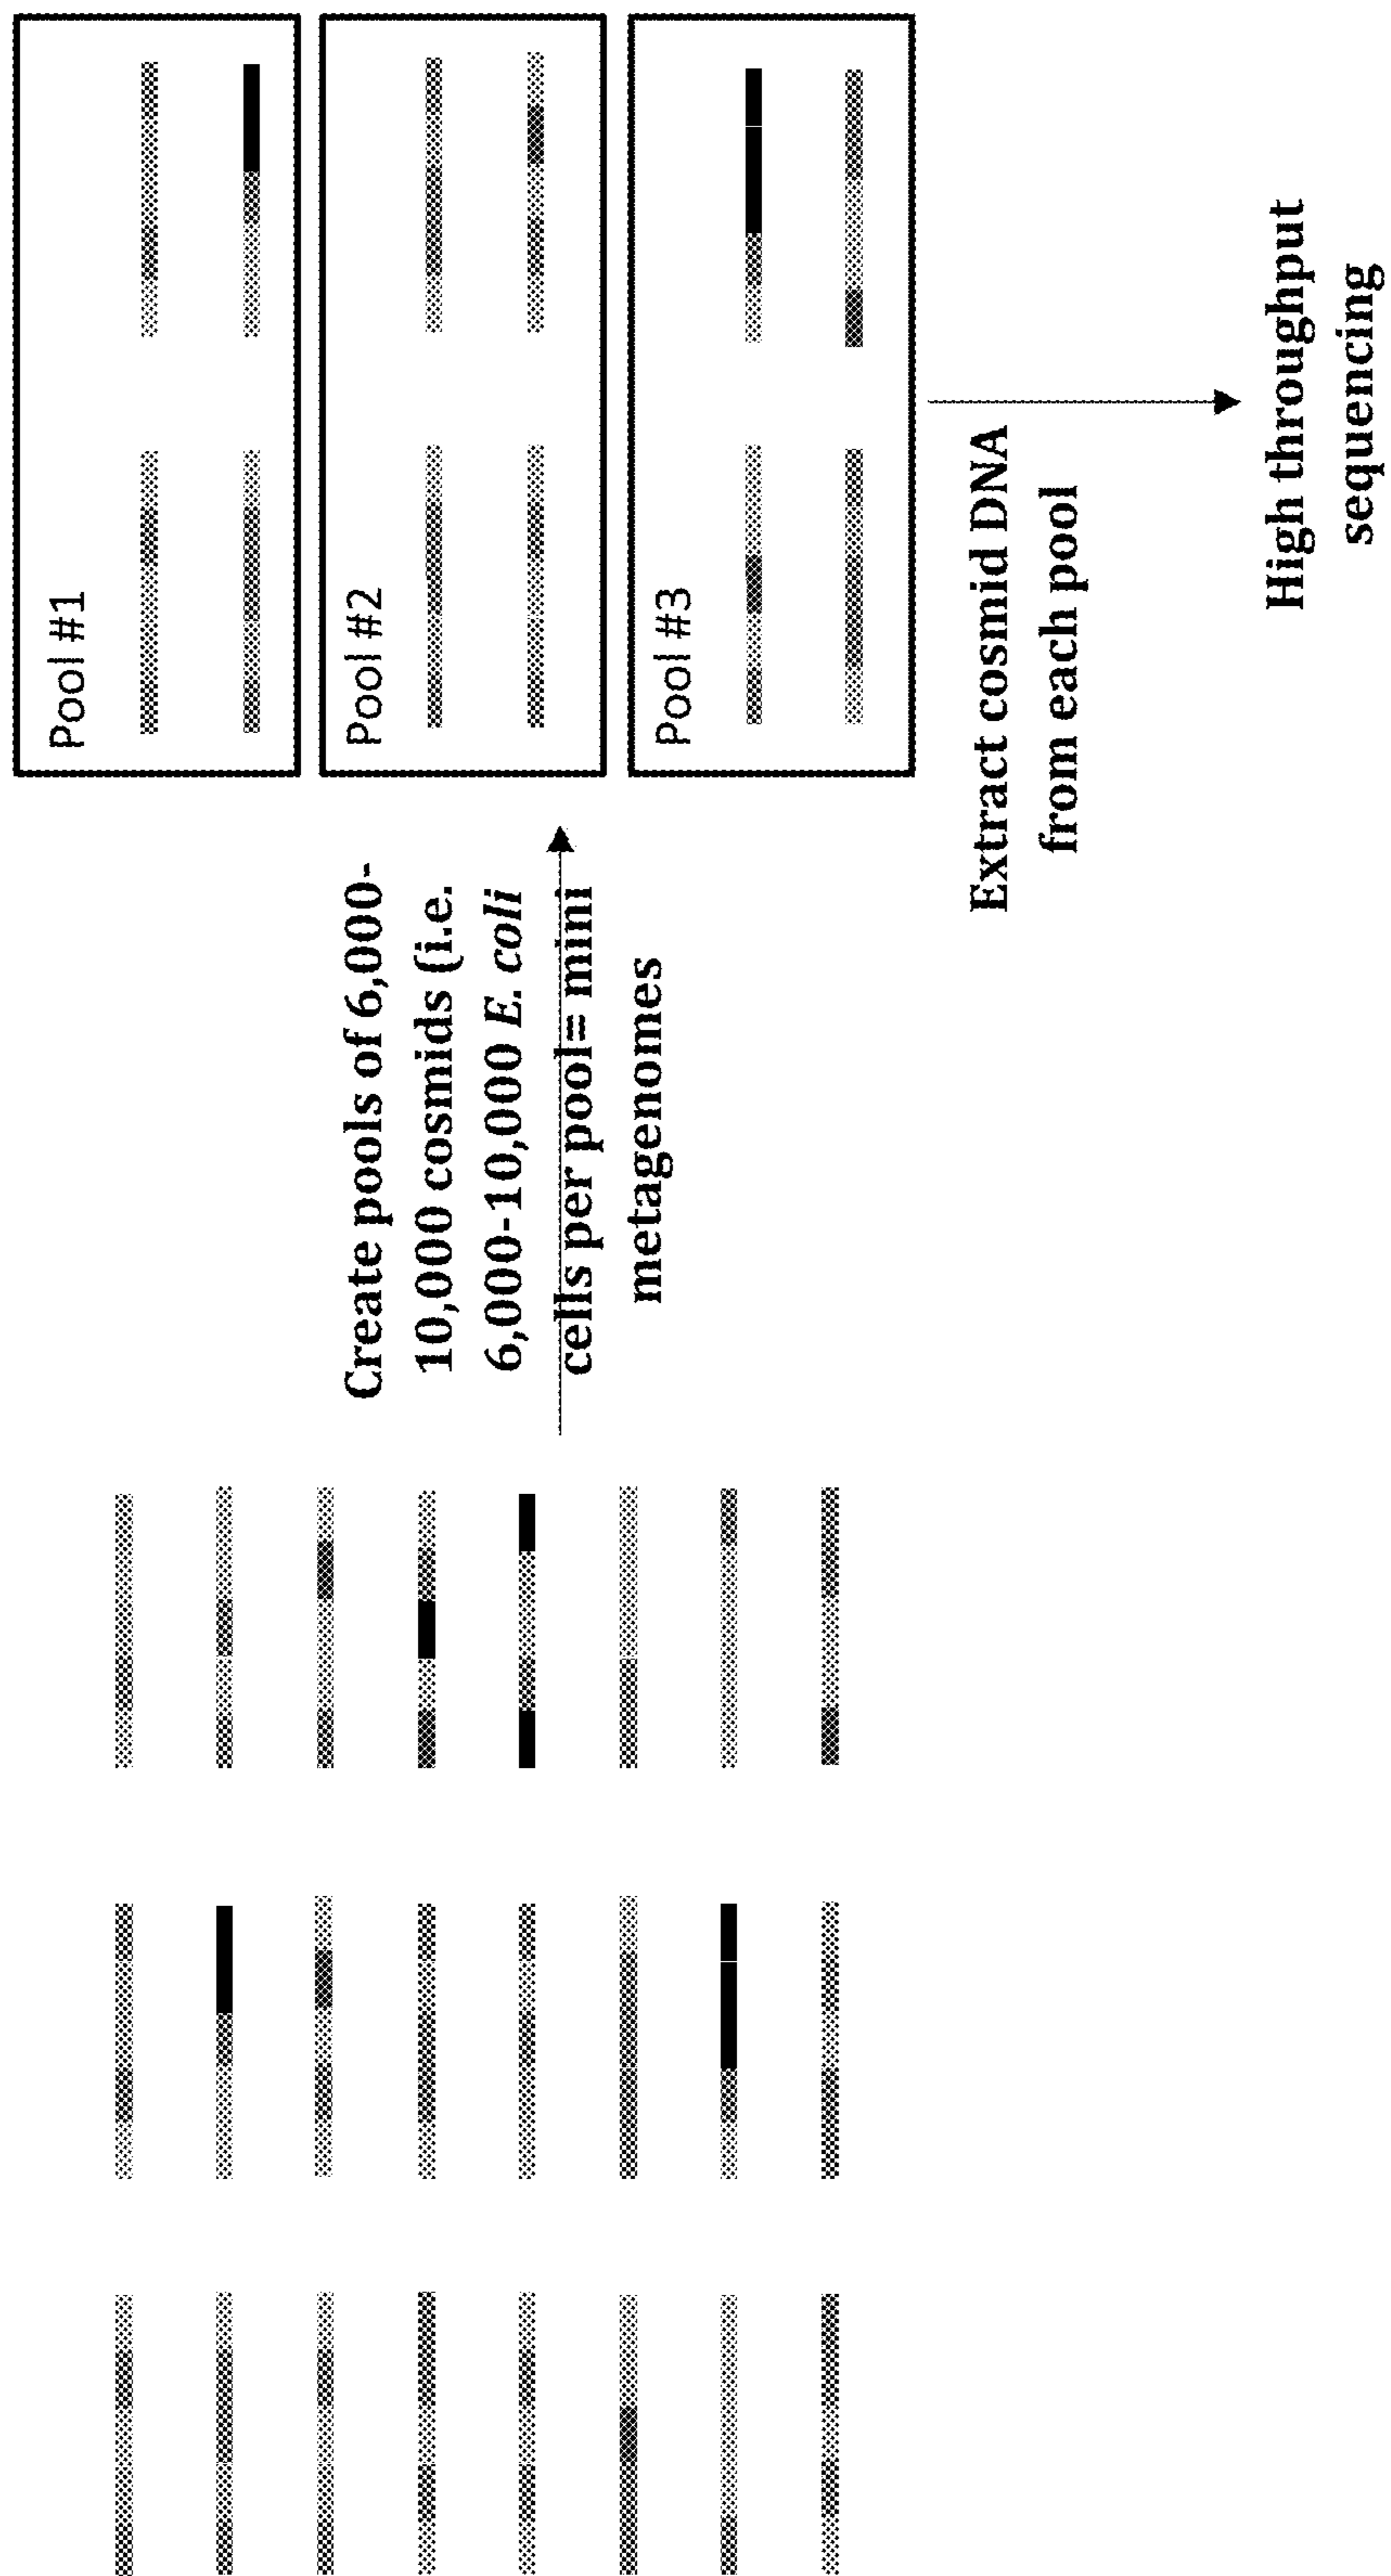 Create pools of 6,000-
10,000 cosmids (i.e.
6,000-10,000 E. coli
cells per pool= mini
metagenomes
Pool #1
Pool #2
Pool #3
Extract cosmid DNA
from each pool
High throughput
sequencing